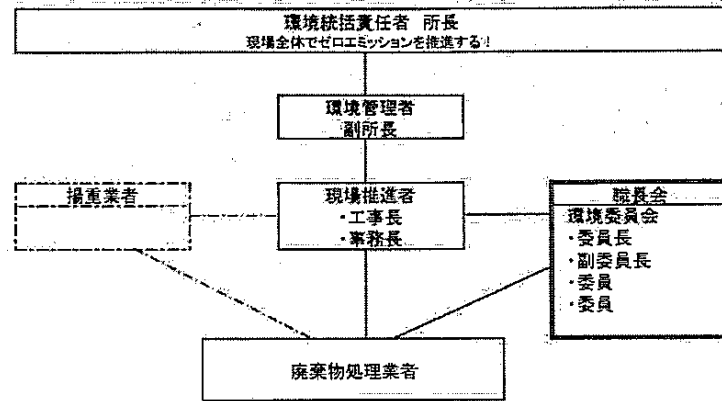 環境統括責任者 所長
現場全体でゼロエミッションを推進する!
環境管理者
副所長
揚重業者
現場推進者
・工事長
・事務長
職長会
環境委員会
・委員長
・副委員長
・委員
・委員
廃棄物処理業者